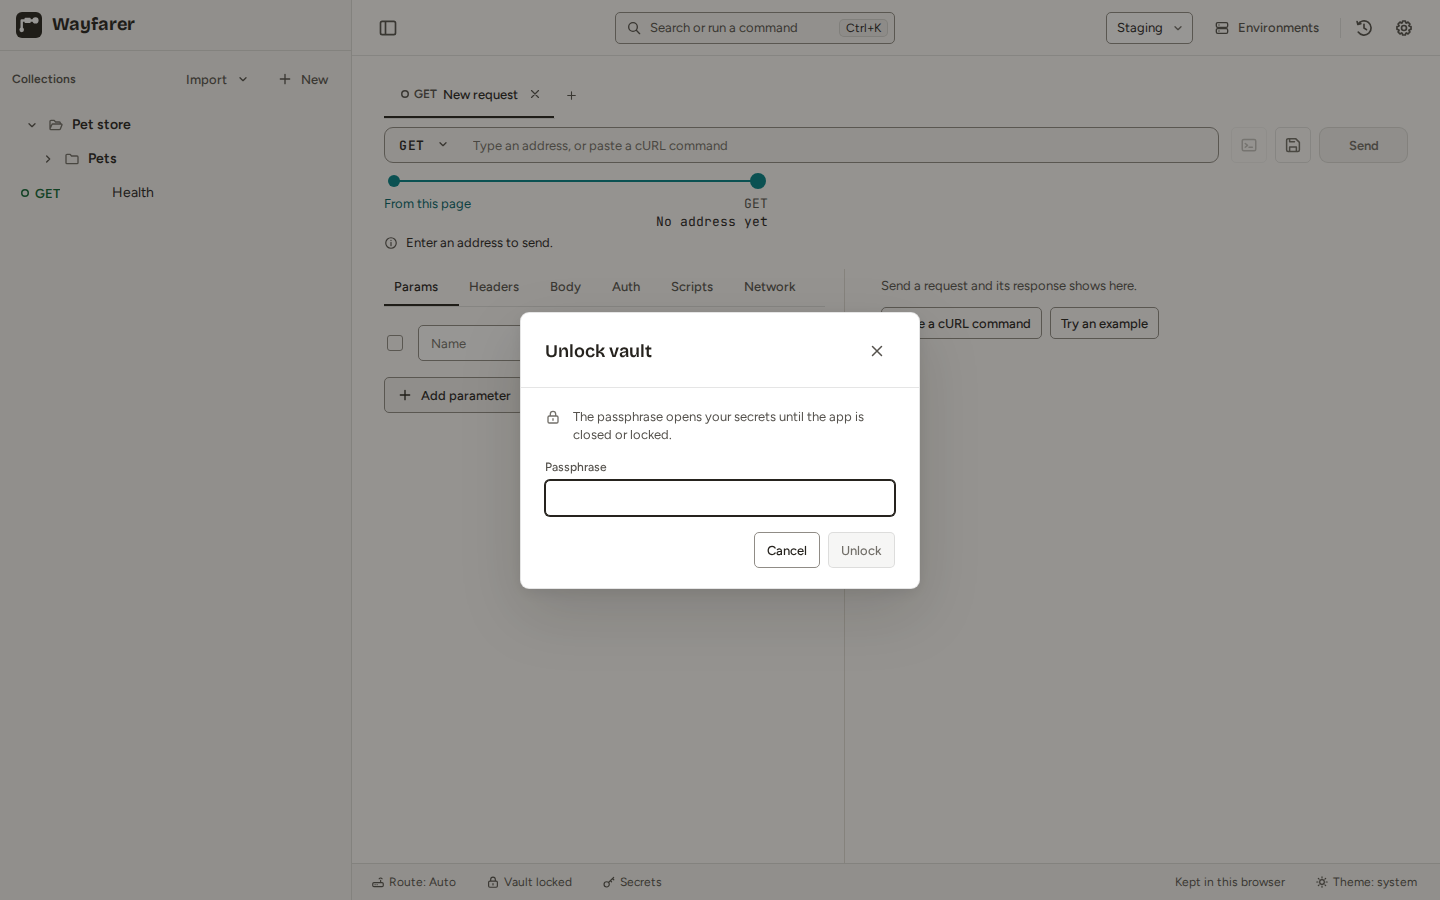 Wayfarer
Search or run a command
Ctrl+K
Staging
Environments
Collections
Import
New
GET New request
Pet store
GET
Type an address, or paste a cURL command
Send
Pets
GET Health
From this page
GET
No address yet
Enter an address to send.
Params
Headers
Body
Auth
Scripts
Network
Send a request and its response shows here.
e a cURL command
Try an example
Name
Add parameter
Unlock vault
The passphrase opens your secrets until the app is
closed or locked.
Passphrase
Cancel
Unlock
Route: Auto
Vault locked
Secrets
Kept in this browser
Theme: system